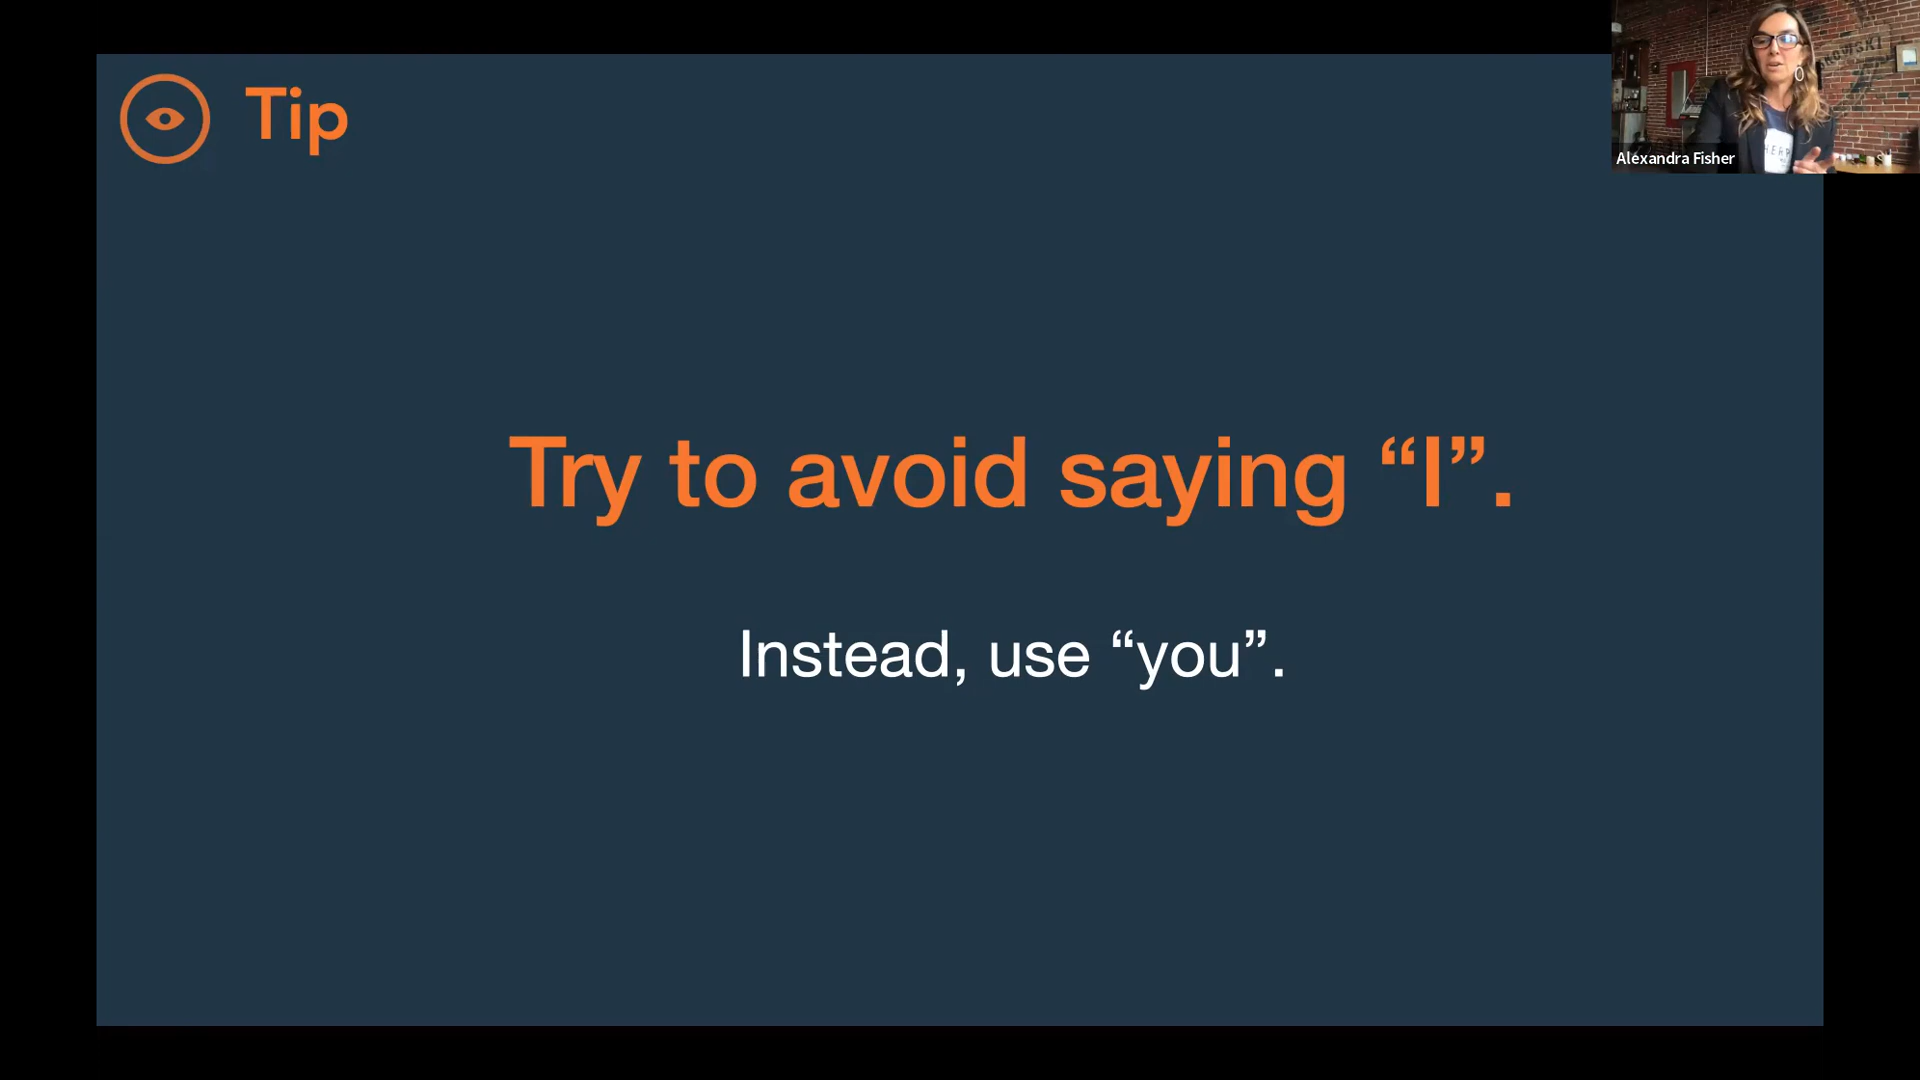 Tip
Try to avoid saying “I”.
Instead, use “you”.
Alexandra Fisher